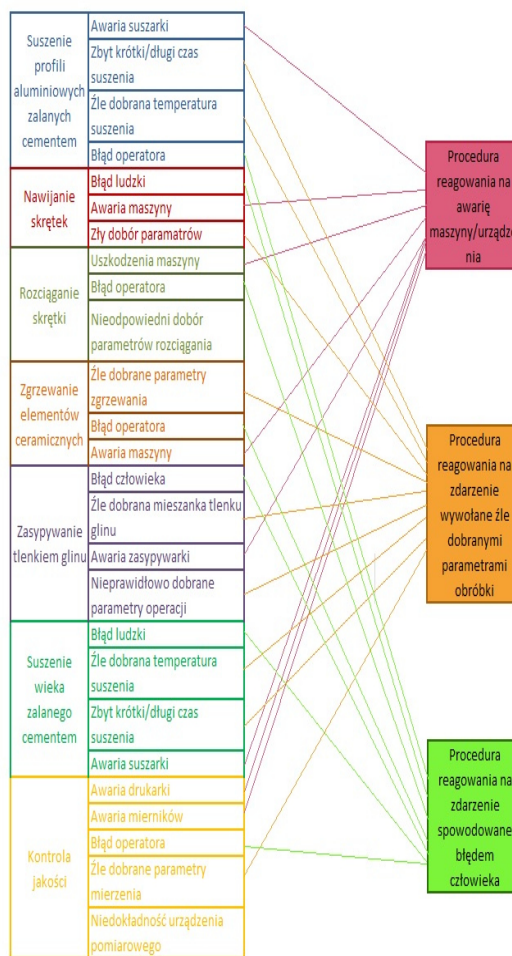 Suszenie
profili
aluminiowych
zalanych
cementem
Awaria suszarki
Zbyt krótki/długi czas
suszenia
Źle dobrana temperatura
suszenia
Błąd operatora
Nawijanie
skrętek
Błąd ludzki
Awaria maszyny
Zły dobór paramatrów
Rozciąganie
skrętki
Uszkodzenia maszyny
Błąd operatora
Nieodpowiedni dobór
parametrów rozciągania
Zgrzewanie
elementów
ceramicznych
Źle dobrane parametry
zgrzewania
Błąd operatora
Awaria maszyny
Zasypywanie
tlenkiem glinu
Błąd człowieka
Źle dobrana mieszanka tlenku
glinu
Awaria zasypywarki
Nieprawidłowo dobrane
parametry operacji
Suszenie
wieka
zalanego
cementem
Błąd ludzki
Źle dobrana temperatura
suszenia
Zbyt krótki/długi czas
suszenia
Awaria suszarki
Kontrola
jakości
Awaria drukarki
Awaria mierników
Błąd operatora
Źle dobrane parametry
mierzenia
Niedokładność urządzenia
pomiarowego
Procedura
reagowania na
awarię
maszyny/urządze
nia
Procedura
reagowania na
zdarzenie
wywołane źle
dobranymi
parametrami
obróbki
Procedura
reagowania na
zdarzenie
spowodowane
błędem
człowieka